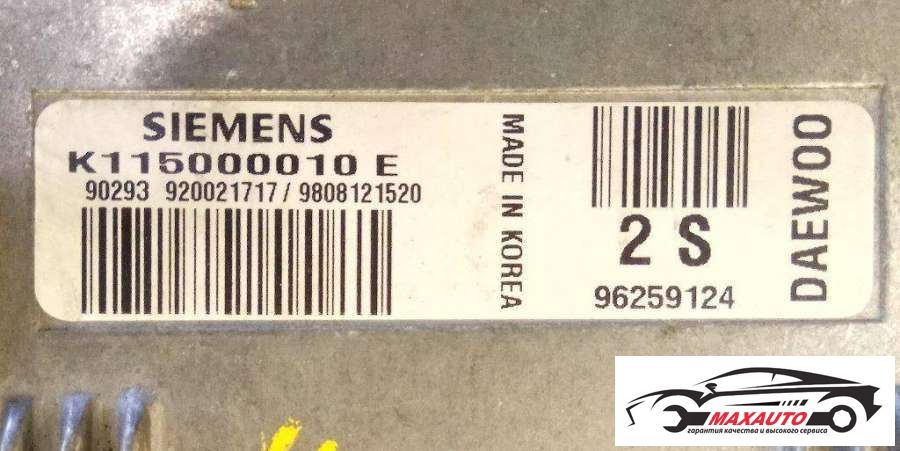 SIEMENS
K115000010 E
90293 920021717/9808121520
MADE IN KOREA
2 S
96259124
DAEWOO
MAXAUTO
гарантия качества и высокого сервиса